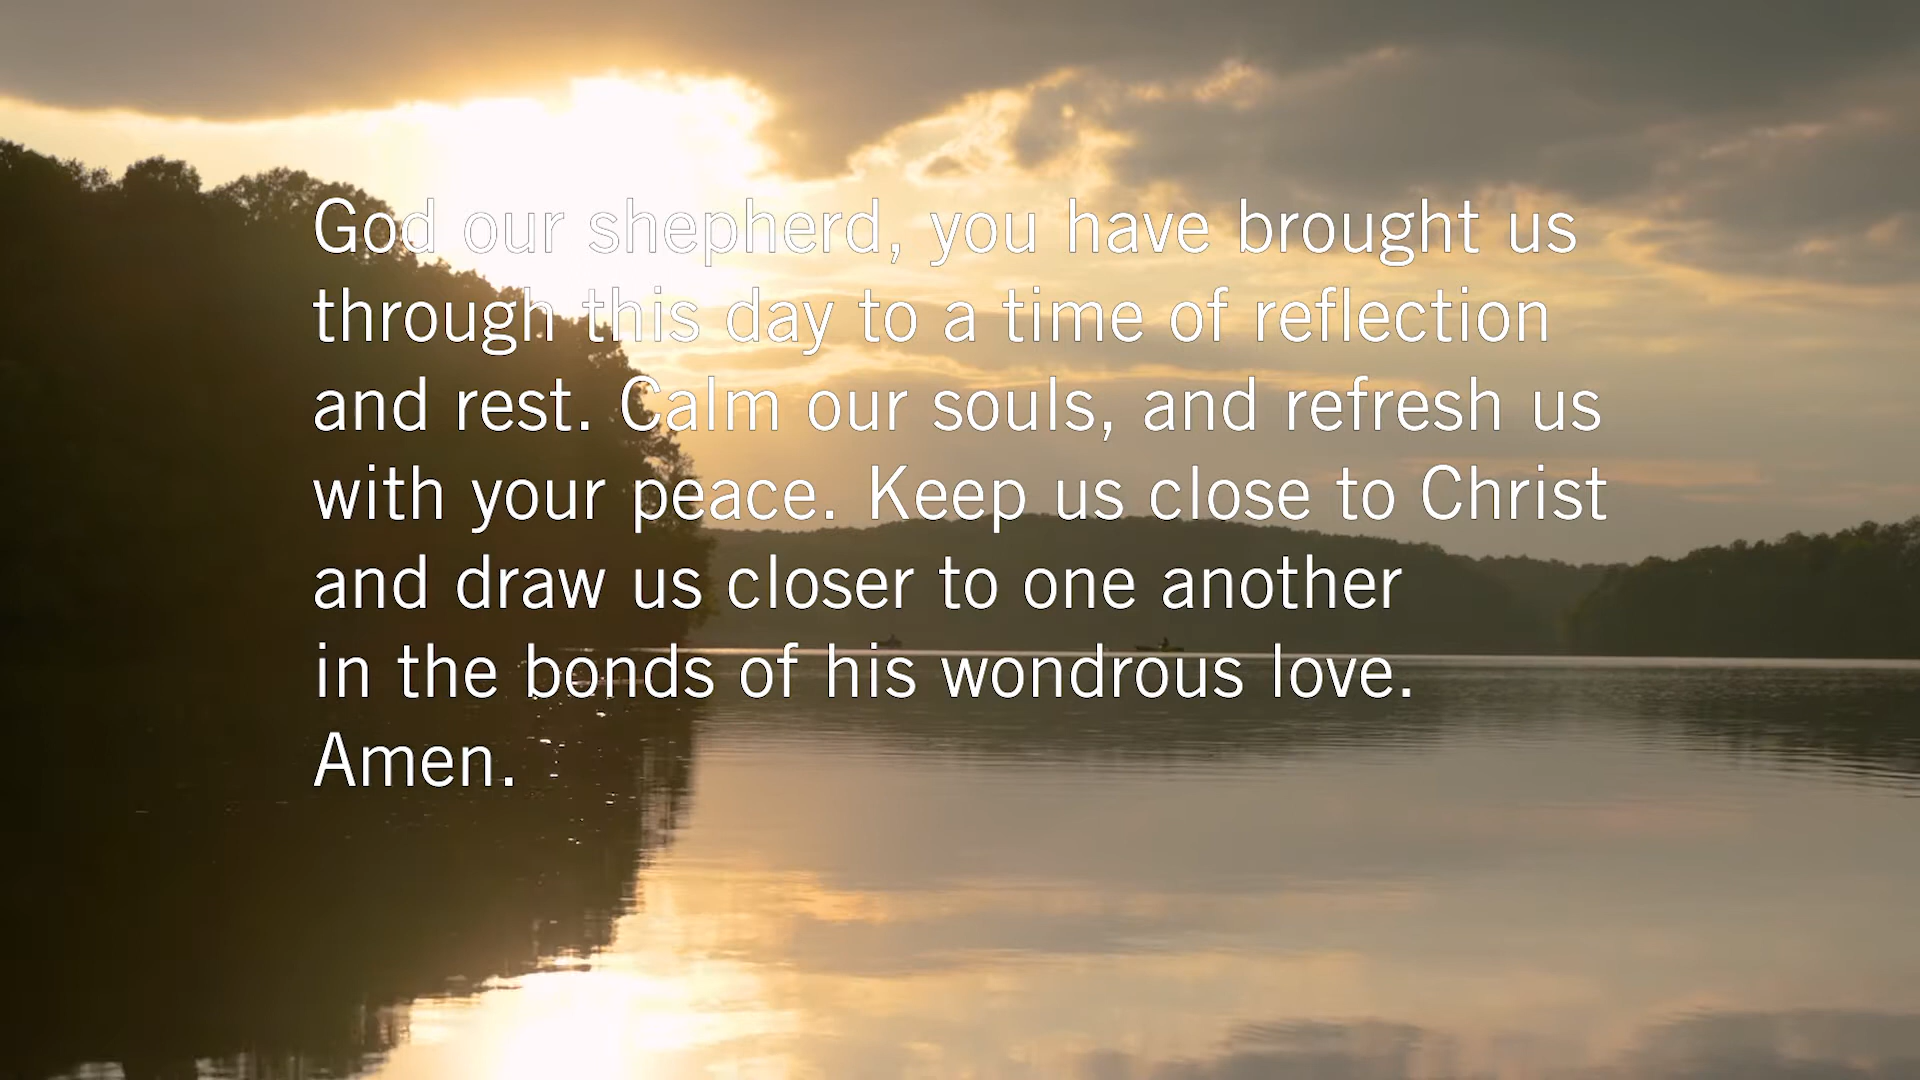 God our shepherd, you have brought us
through this day to a time of reflection
and rest. Calm our souls, and refresh us
with your peace. Keep us close to Christ
and draw us closer to one another
in the bonds of his wondrous love.
Amen.